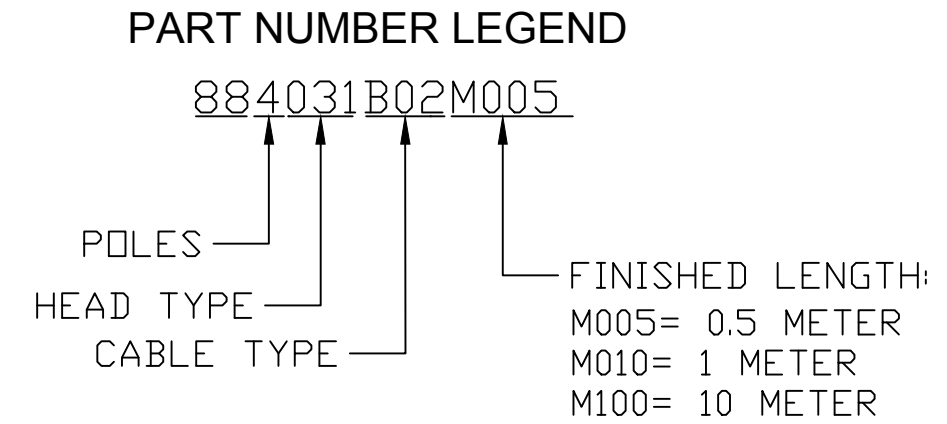 PART NUMBER LEGEND
884031B02M005
POLES
HEAD TYPE
CABLE TYPE
FINISHED LENGTH:
M005= 0.5 METER
M010= 1 METER
M100= 10 METER